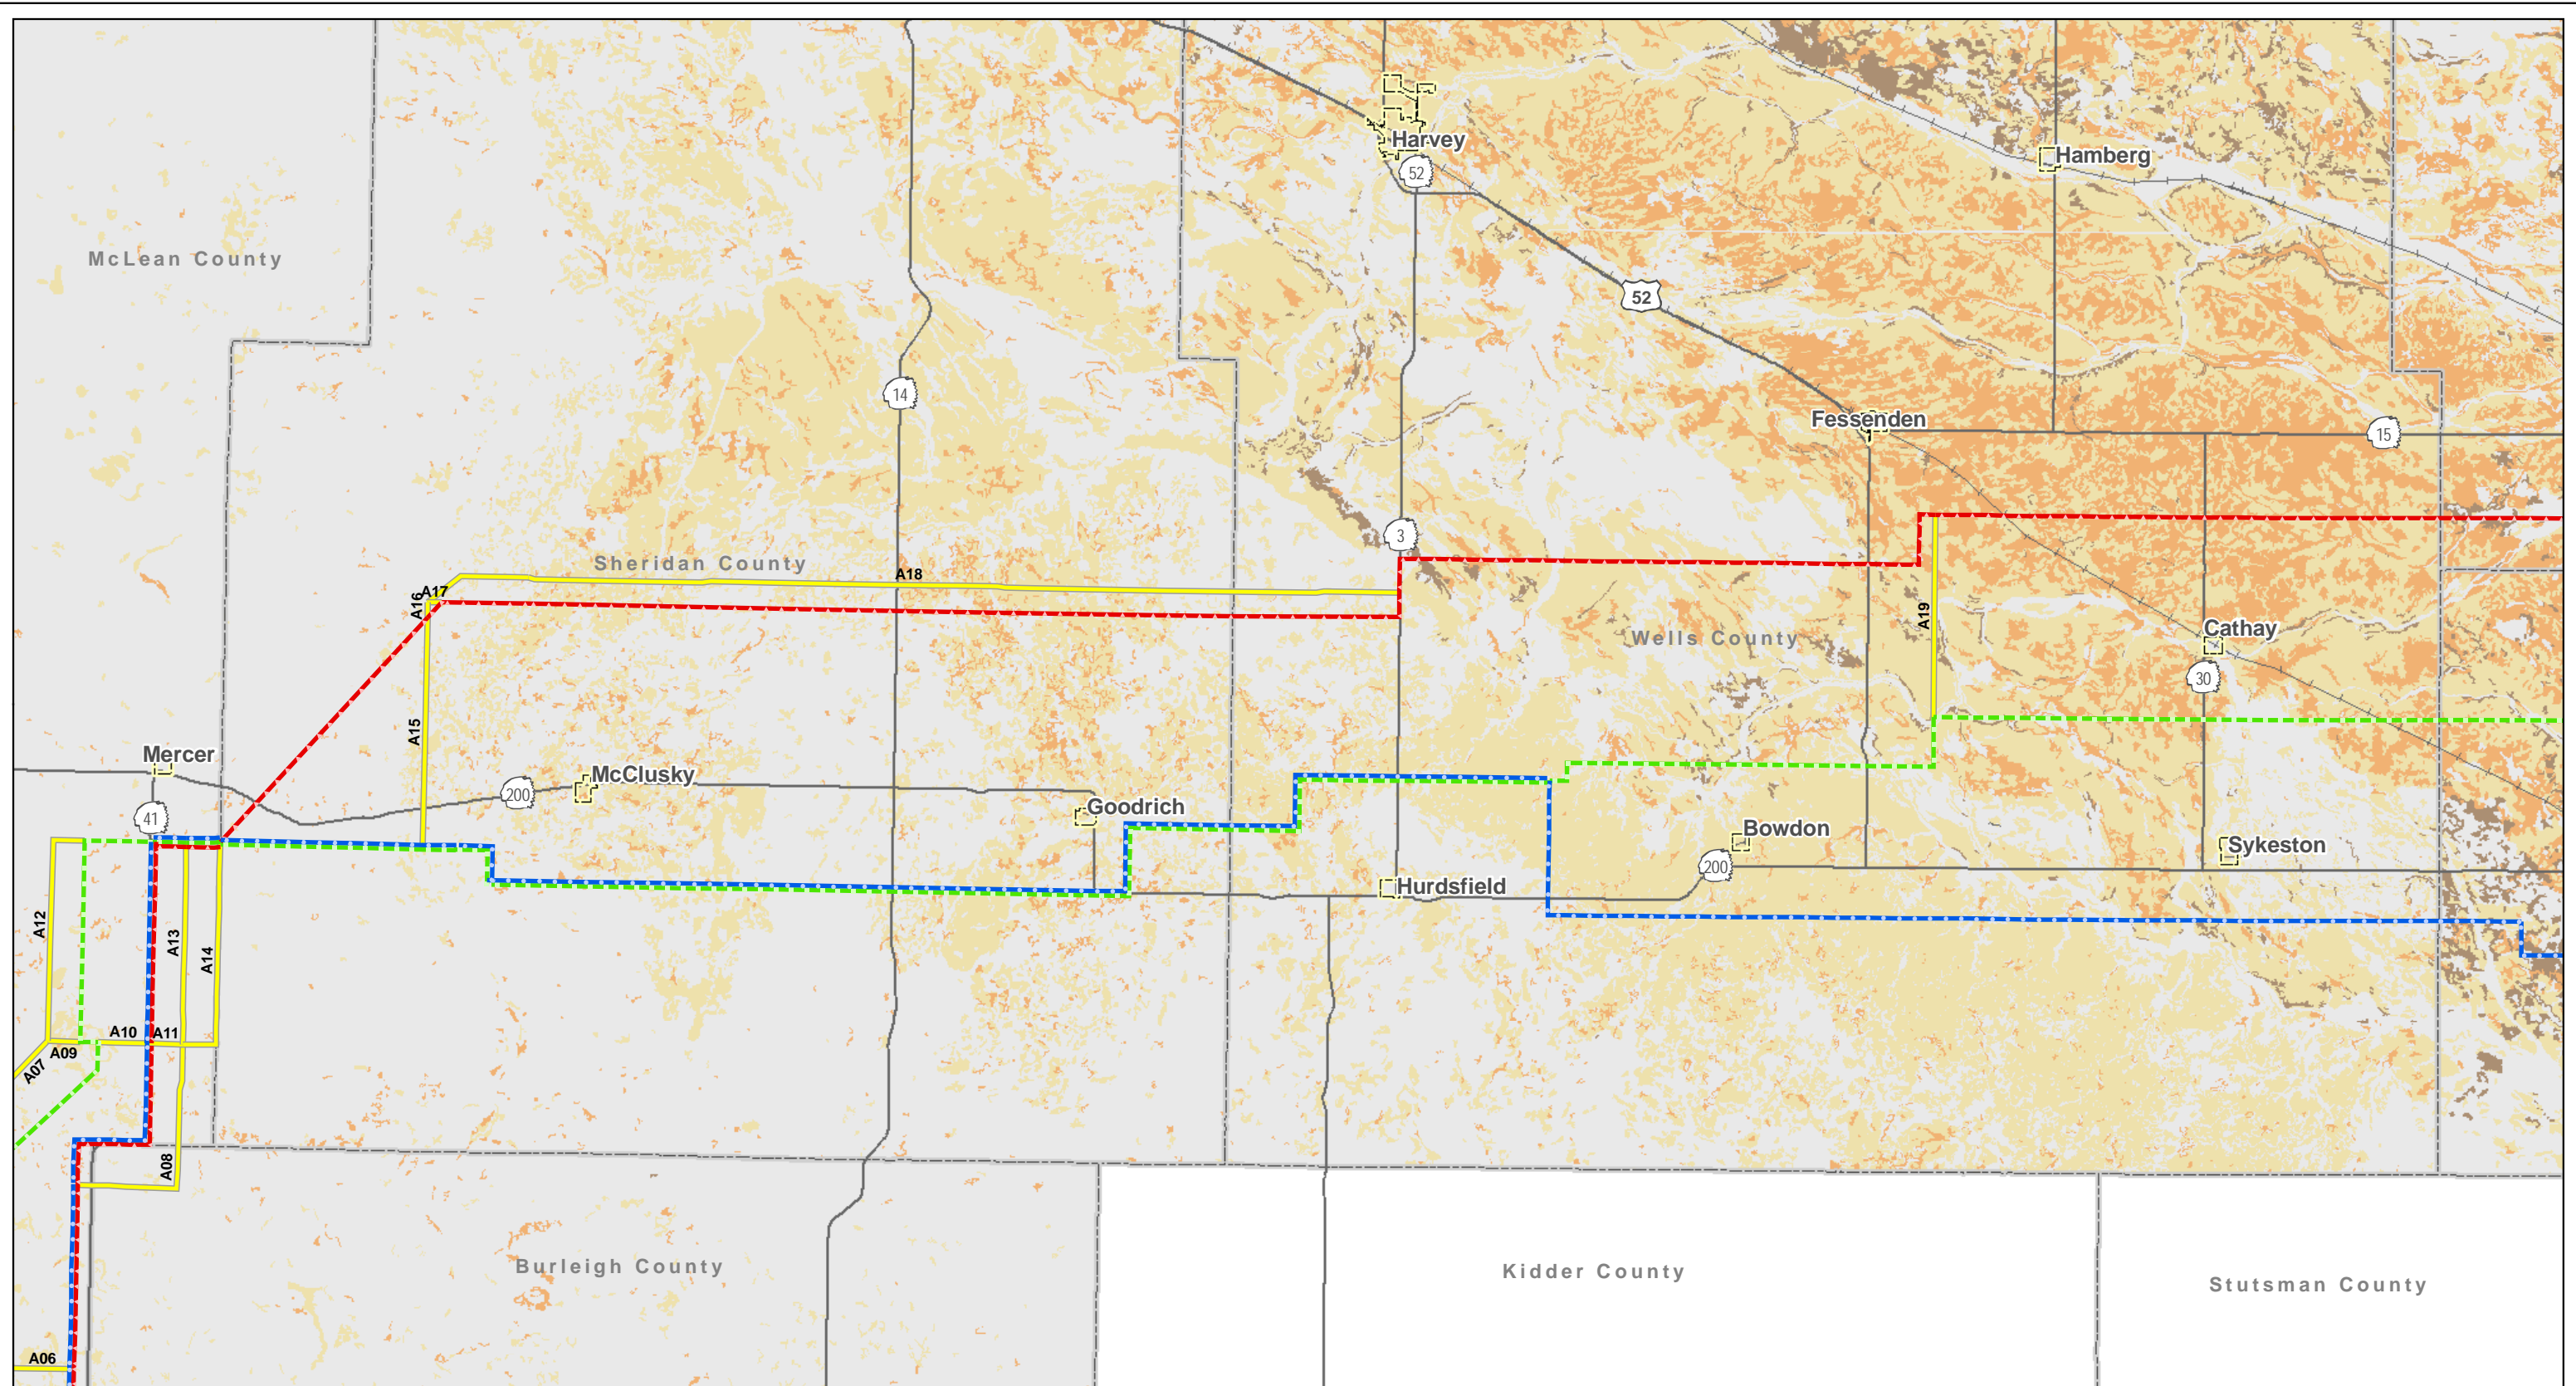 Harvey
52
Hamberg
McLean County
52
14
Fessenden
15
3
Sheridan County
A18
A17
A16
A19
Cathay
Wells County
30
A15
Mercer
McClusky
200
Goodrich
41
Bowdon
Sykeston
200
Hurdsfield
A12
A13
A14
A10
A11
A09
A07
A08
Burleigh County
Kidder County
Stutsman County
A06